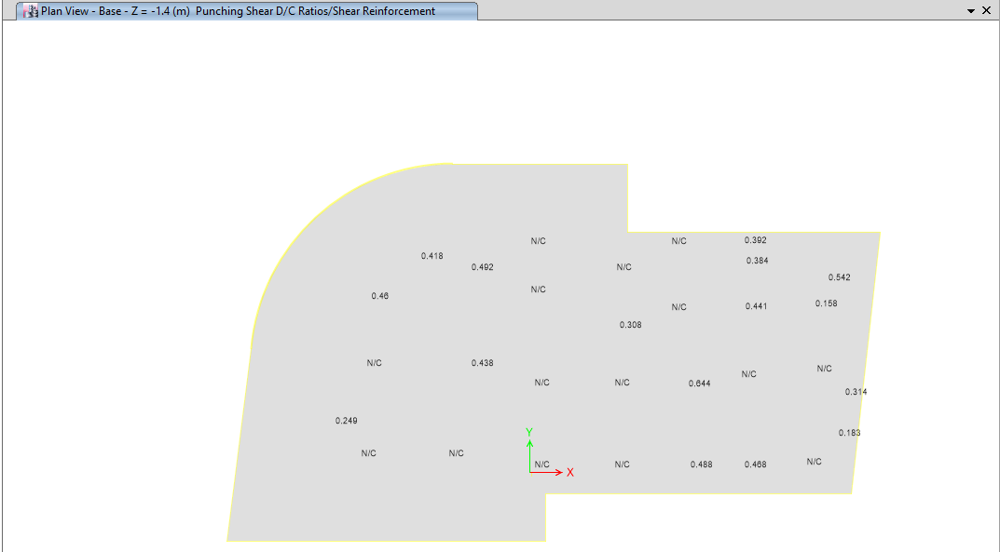 Plan View - Base - Z = -1.4 (m)  Punching Shear D/C Ratios/Shear Reinforcement
N/C N/C 0.392
0.418 0.384
0.492 N/C
0.542
N/C
0.46 0.158
N/C 0.441
0.308
N/C 0.438
N/C
N/C
N/C N/C 0.644
0.314
0.249
Y 0.183
N/C N/C
N/C
N/C N/C 0.488 0.468
X